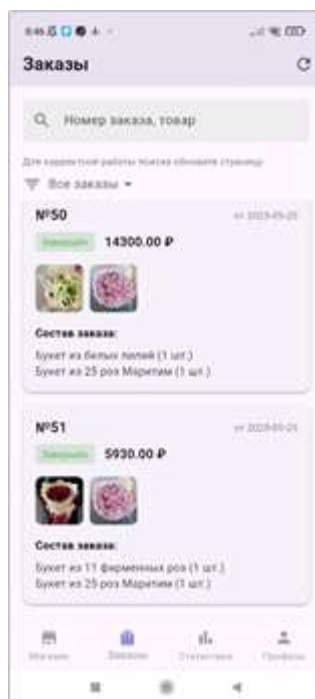 Заказы
Номер заказа, товар
Для корректной работы поиска обновите страницу
Все заказы
№50
Завершён 14300.00 ₽
Состав заказа:
Букет из белых лилий (1 шт.)
Букет из 25 роз Маритим (1 шт.)
№51
Завершён 5930.00 ₽
Состав заказа:
Букет из 11 фирменных роз (1 шт.)
Букет из 25 роз Маритим (1 шт.)
Магазин Заказы Статистика Профиль